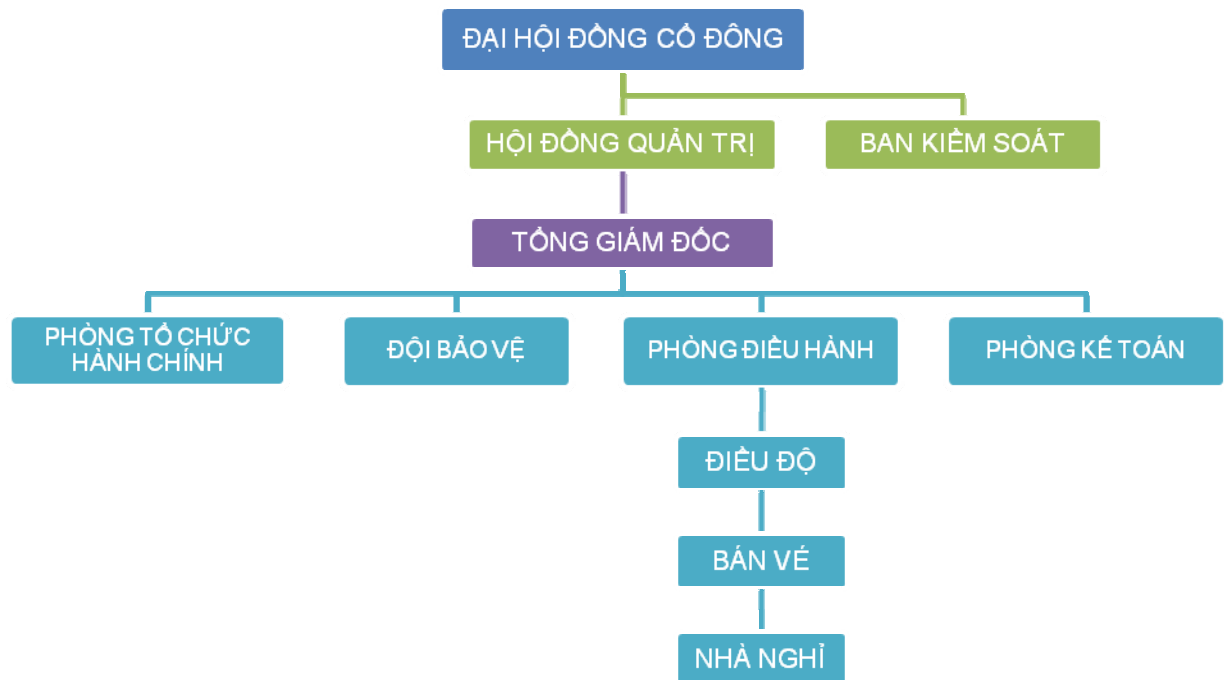 ĐẠI HỘI ĐỒNG CỔ ĐÔNG
HỘI ĐỒNG QUẢN TRỊ
BAN KIỂM SOÁT
TỔNG GIÁM ĐỐC
PHÒNG TỔ CHỨC
HÀNH CHÍNH
ĐỘI BẢO VỆ
PHÒNG ĐIỀU HÀNH
PHÒNG KẾ TOÁN
ĐIỀU ĐỘ
BÁN VÉ
NHÀ NGHỈ